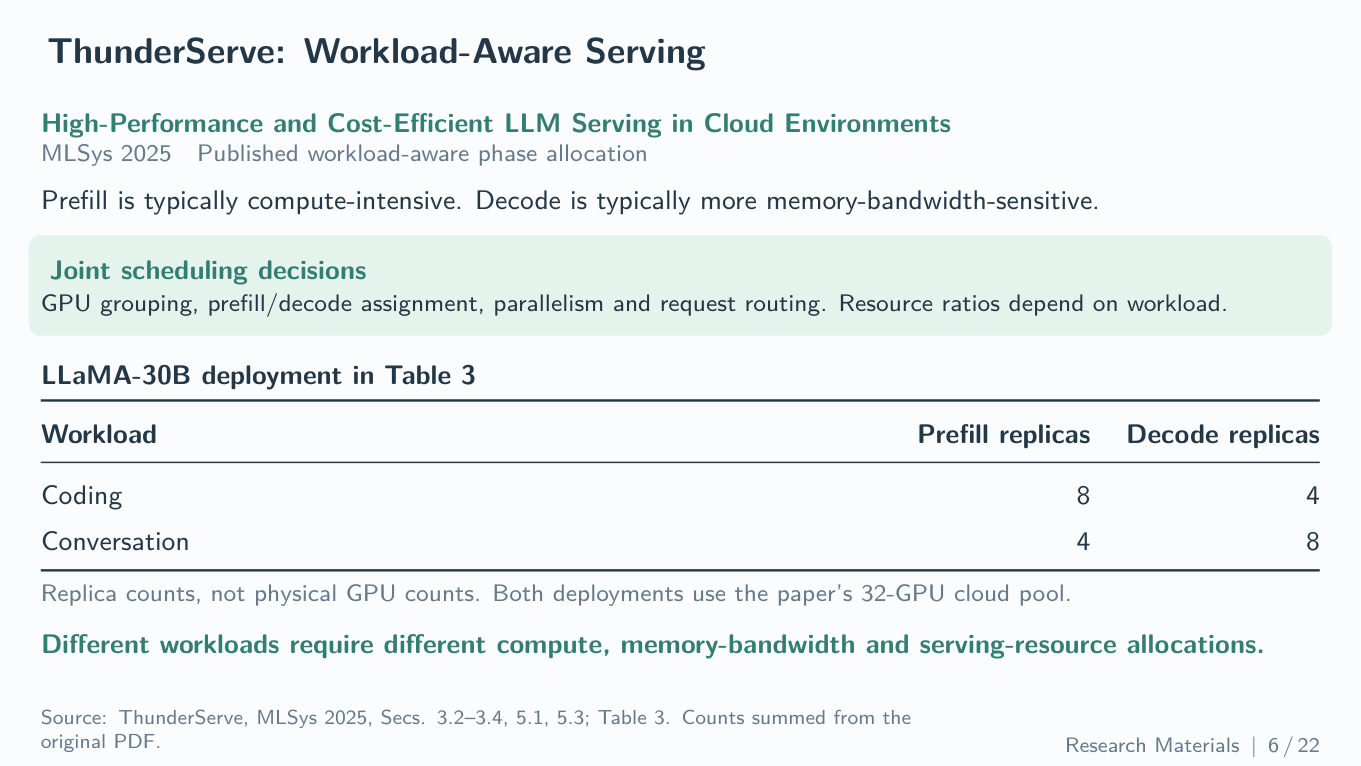 ThunderServe: Workload-Aware Serving
High-Performance and Cost-Efficient LLM Serving in Cloud Environments
MLSys 2025 Published workload-aware phase allocation
Prefill is typically compute-intensive. Decode is typically more memory-bandwidth-sensitive.
Joint scheduling decisions
GPU grouping, prefill/decode assignment, parallelism and request routing. Resource ratios depend on workload.
LLaMA-30B deployment in Table 3
Workload Prefill replicas Decode replicas
Coding 8 4
Conversation 4 8
Replica counts, not physical GPU counts. Both deployments use the paper's 32-GPU cloud pool.
Different workloads require different compute, memory-bandwidth and serving-resource allocations.
Source: ThunderServe, MLSys 2025, Secs. 3.2–3.4, 5.1, 5.3; Table 3. Counts summed from the
original PDF.
Research Materials | 6 / 22